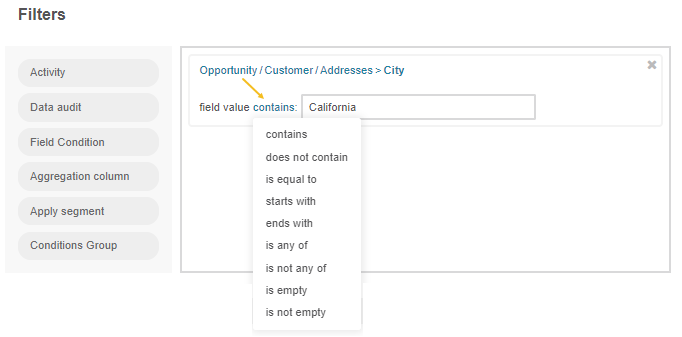 Filters
Activity
Data audit
Field Condition
Aggregation column
Apply segment
Conditions Group
Opportunity / Customer / Addresses > City
field value contains: California
contains
does not contain
is equal to
starts with
ends with
is any of
is not any of
is empty
is not empty